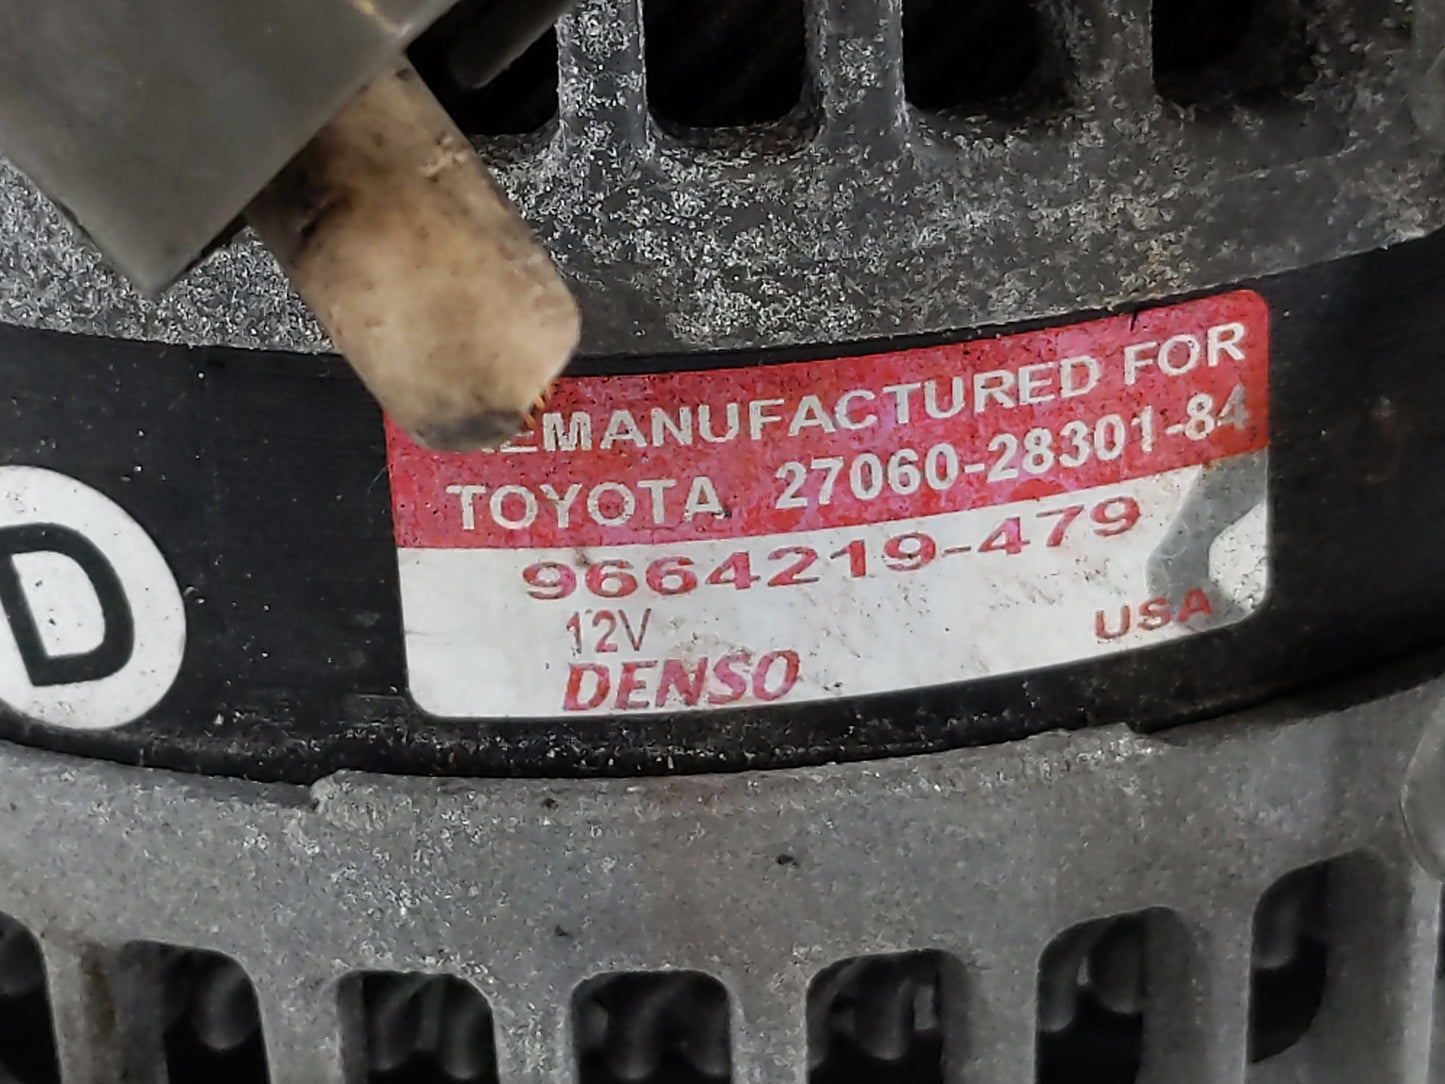 REMANUFACTURED FOR
TOYOTA 27060-28301-84
9664219-479
12V
USA
DENSO
D